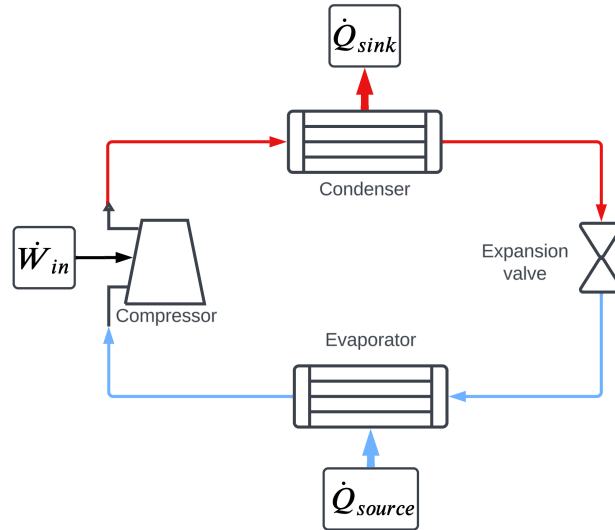 Q̇sink
Condenser
Ẇin
Expansion
valve
Compressor
Evaporator
Q̇source